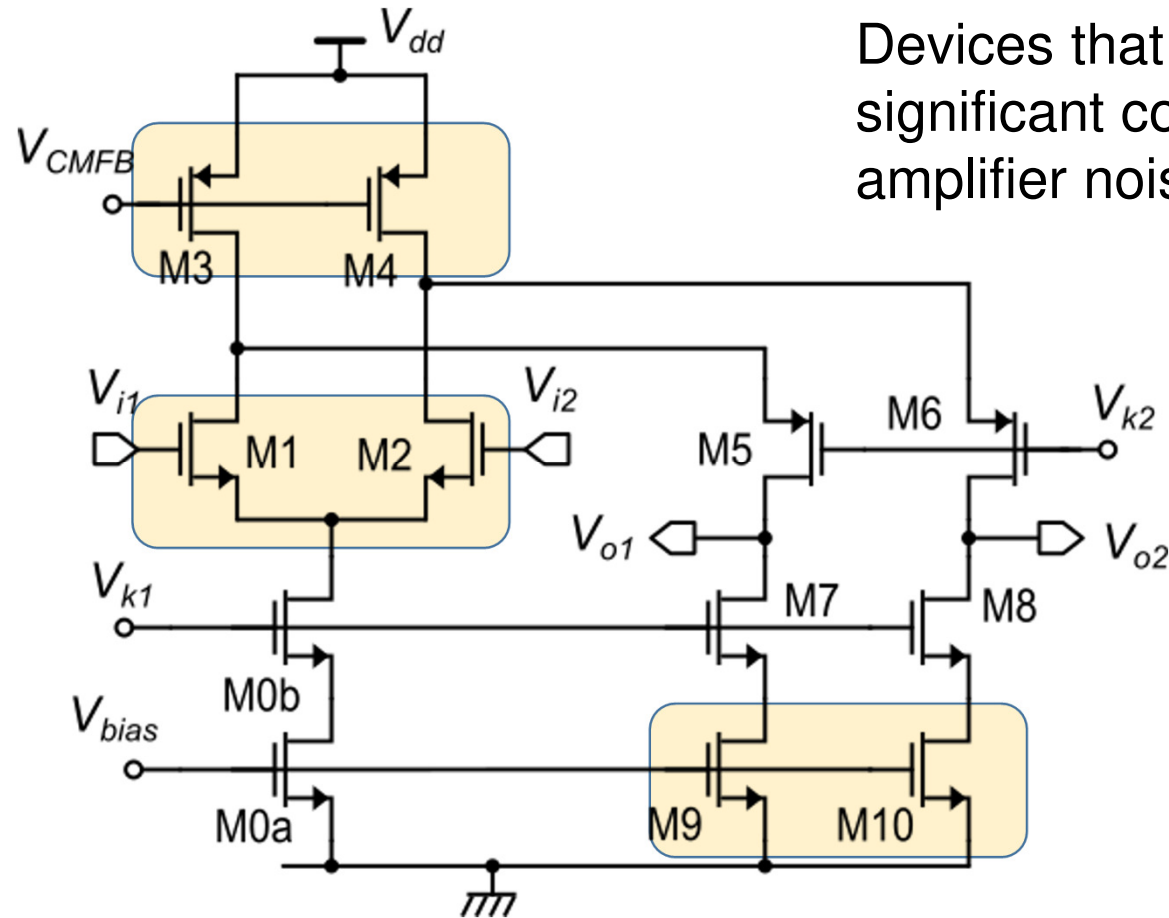 V_dd
Devices that
significant co
amplifier nois
V_CMFB
M3
M4
V_i1
V_i2
M1
M2
M5
M6
V_k2
V_o1
V_o2
V_k1
M7
M8
M0b
V_bias
M0a
M9
M10